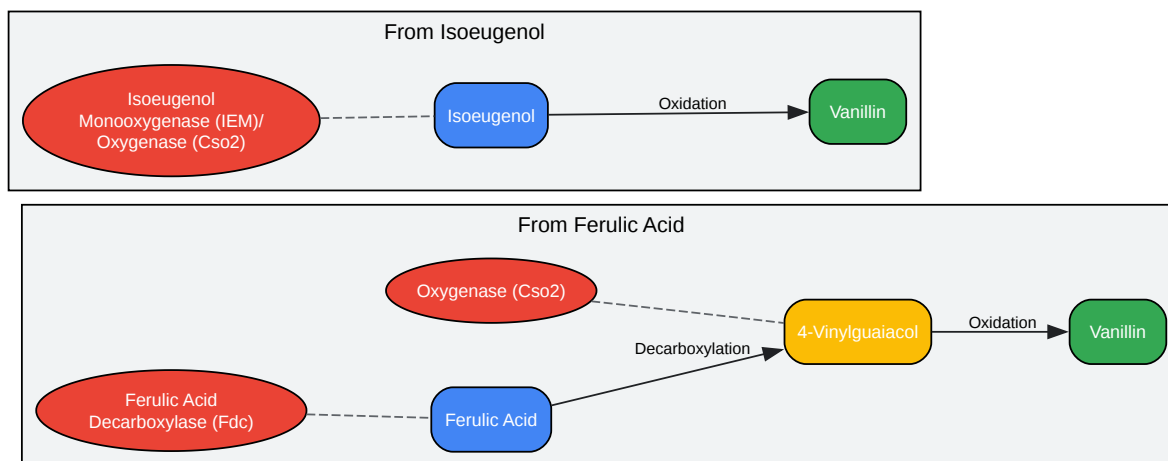 From Isoeugenol
Isoeugenol
Monooxygenase (IEM)/
Oxygenase (Cso2)
Isoeugenol
Oxidation
Vanillin
From Ferulic Acid
Oxygenase (Cso2)
4-Vinylguaiacol
Oxidation
Vanillin
Decarboxylation
Ferulic Acid
Decarboxylase (Fdc)
Ferulic Acid